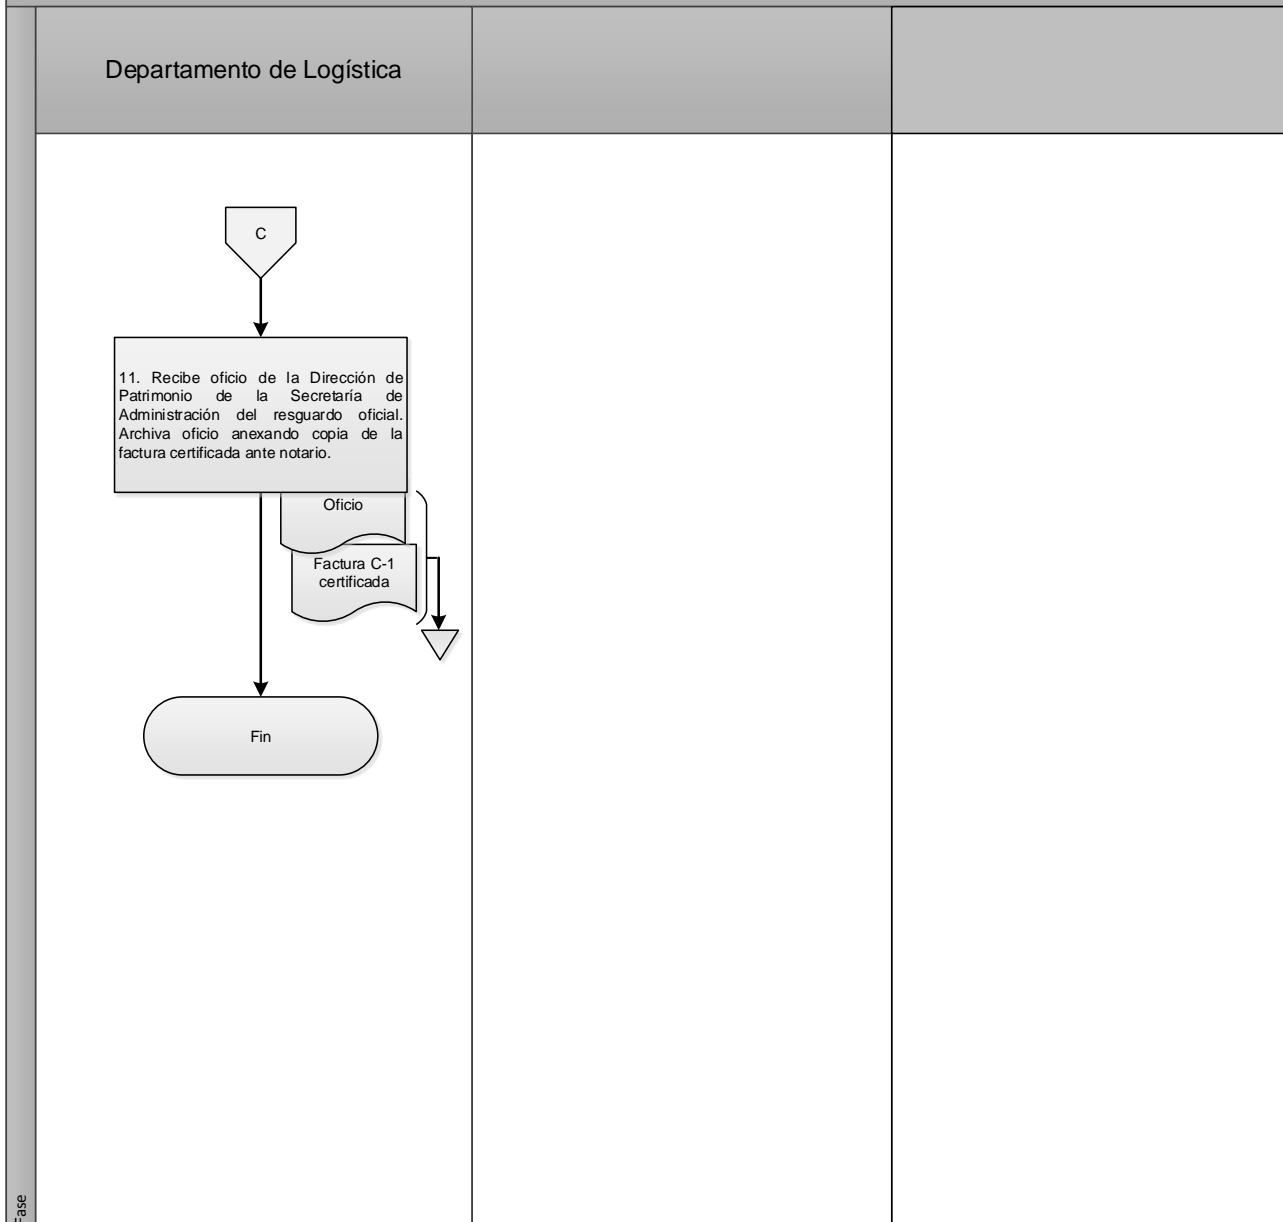 Departamento de Logística
C
11. Recibe oficio de la Dirección de
Patrimonio de la Secretaría de
Administración del resguardo oficial.
Archiva oficio anexando copia de la
factura certificada ante notario.
Oficio
Factura C-1
certificada
Fin
Fase